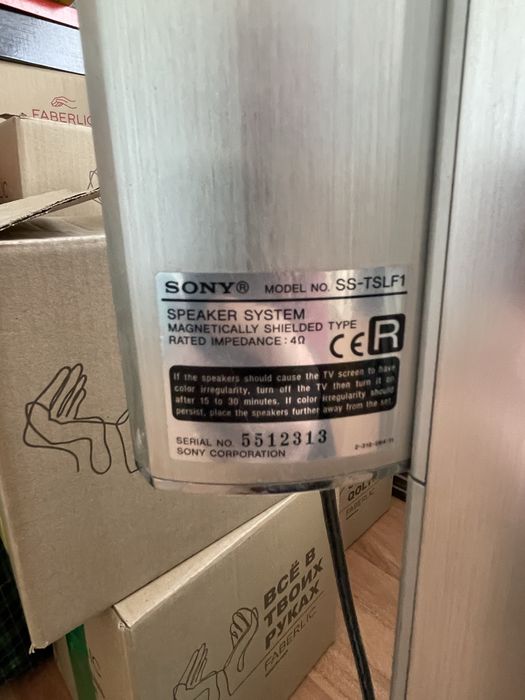 FABERLIC
SONY® MODEL NO. SS-TSLF1
SPEAKER SYSTEM
MAGNETICALLY SHIELDED TYPE
RATED IMPEDANCE : 4Ω
CE R
If the speakers should cause the TV screen to have
color irregularity, turn off the TV then turn it on
after 15 to 30 minutes. If color irregularity should
persist, place the speakers further away from the set.
SERIAL NO. 5512313
SONY CORPORATION
FABERLIC
ВСЁ В
ТВОИХ
РУКАХ
FABERLIC